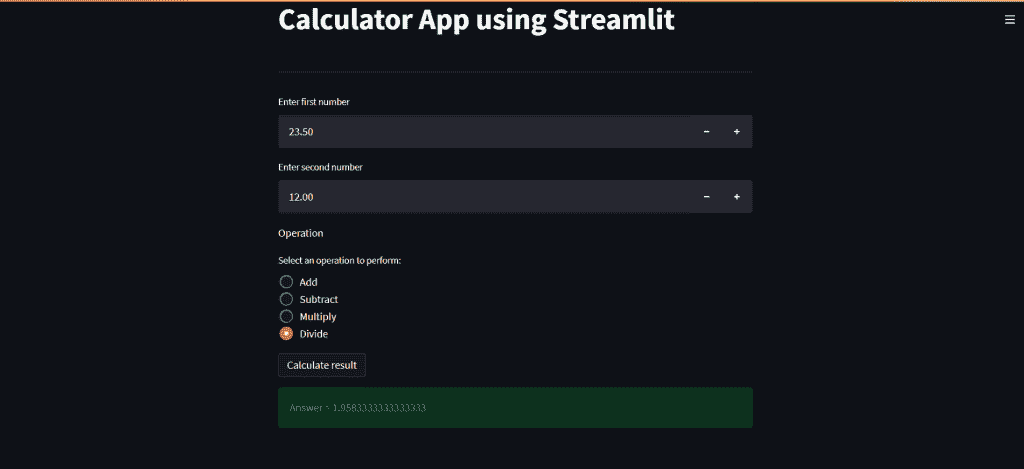 Calculator App using Streamlit
Enter first number
23.50
- +
Enter second number
12.00
- +
Operation
Select an operation to perform:
Add
Subtract
Multiply
Divide
Calculate result
Answer = 1.9583333333333333